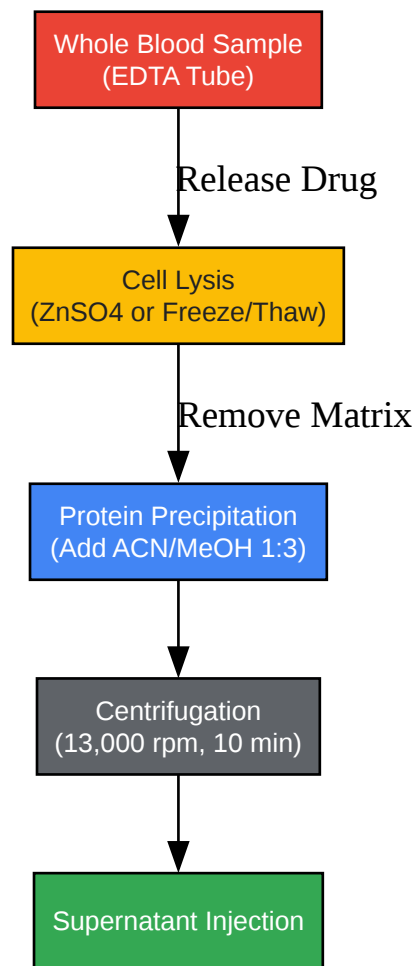 Whole Blood Sample
(EDTA Tube)
Release Drug
Cell Lysis
(ZnSO4 or Freeze/Thaw)
Remove Matrix
Protein Precipitation
(Add ACN/MeOH 1:3)
Centrifugation
(13,000 rpm, 10 min)
Supernatant Injection